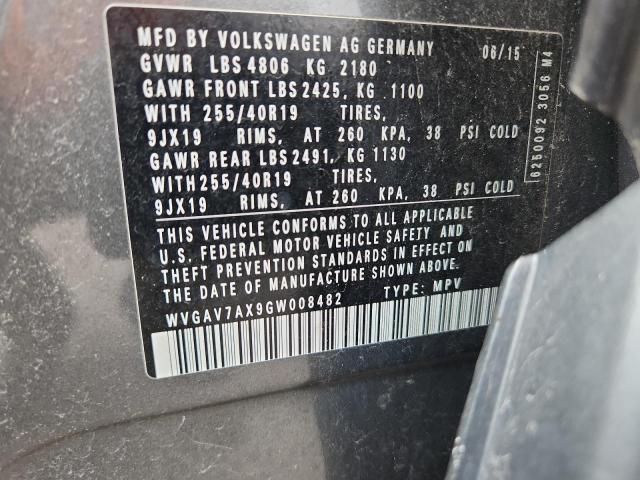 MFD BY VOLKSWAGEN AG GERMANY 06/15
GVWR LBS 4806 KG 2180
GAWR FRONT LBS 2425, KG 1100
WITH 255/40R19 TIRES,
9JX19 RIMS, AT 260 KPA, 38 PSI COLD
GAWR REAR LBS 2491, KG 1130
WITH 255/40R19 TIRES,
9JX19 RIMS, AT 260 KPA, 38 PSI COLD
THIS VEHICLE CONFORMS TO ALL APPLICABLE
U.S. FEDERAL MOTOR VEHICLE SAFETY AND
THEFT PREVENTION STANDARDS IN EFFECT ON
THE DATE OF MANUFACTURE SHOWN ABOVE.
WVGAV7AX9GW008482 TYPE: MPV
6250092 3056 M4